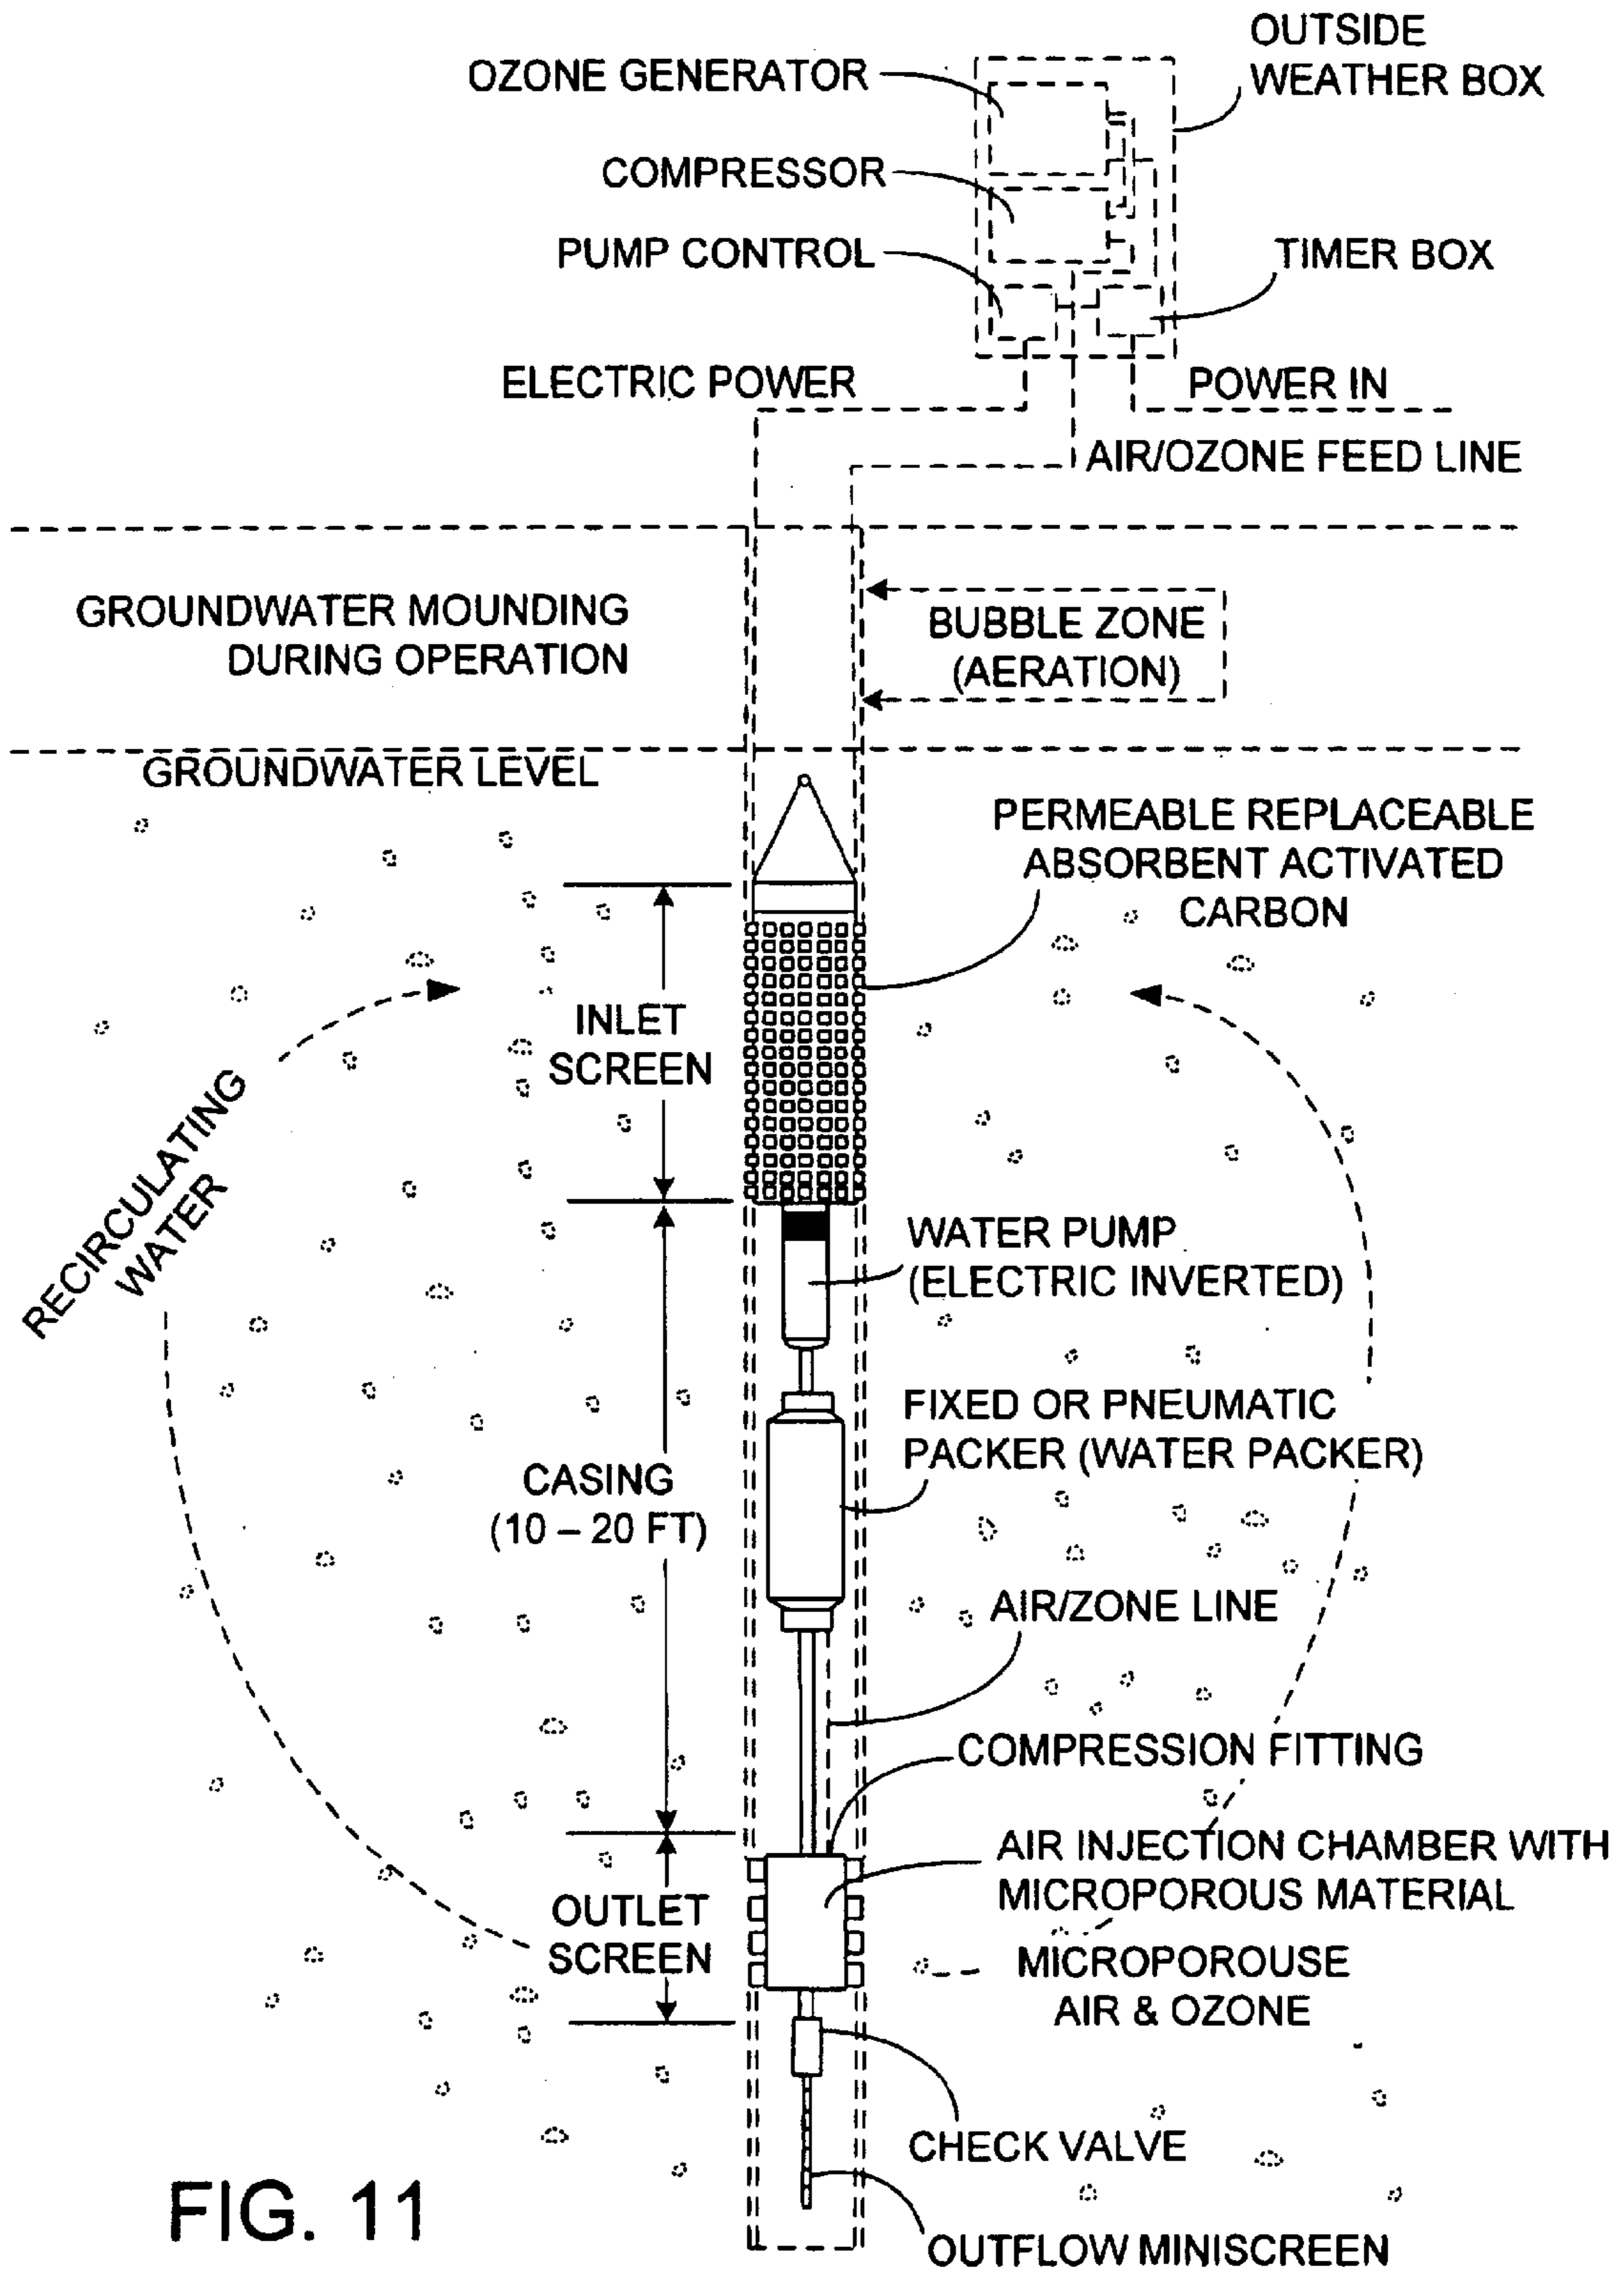 OUTSIDE
WEATHER BOX
OZONE GENERATOR
COMPRESSOR
PUMP CONTROL
TIMER BOX
ELECTRIC POWER
POWER IN
AIR/OZONE FEED LINE
GROUNDWATER MOUNDING
DURING OPERATION
BUBBLE ZONE
(AERATION)
GROUNDWATER LEVEL
PERMEABLE REPLACEABLE
ABSORBENT ACTIVATED
CARBON
INLET
SCREEN
RECIRCULATING
WATER
WATER PUMP
(ELECTRIC INVERTED)
FIXED OR PNEUMATIC
PACKER (WATER PACKER)
CASING
(10 – 20 FT)
AIR/ZONE LINE
COMPRESSION FITTING
AIR INJECTION CHAMBER WITH
MICROPOROUS MATERIAL
OUTLET
SCREEN
MICROPOROUSE
AIR & OZONE
CHECK VALVE
OUTFLOW MINISCREEN
FIG. 11